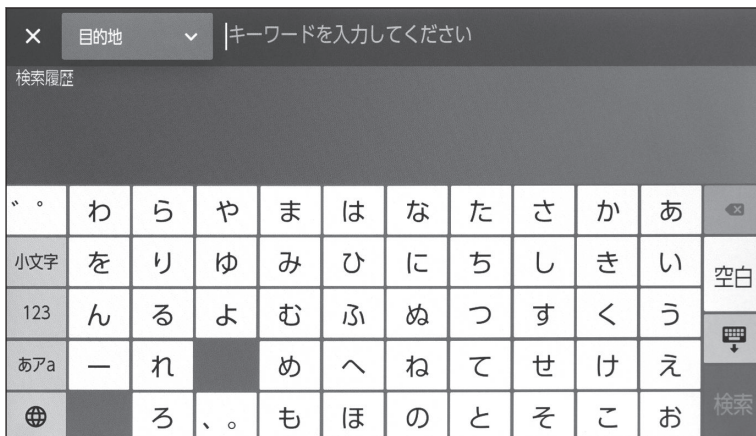 × 目的地 キーワードを入力してください
検索履歴
゛゜ わ ら や ま は な た さ か あ
小文字 を り ゆ み ひ に ち し き い 空白
123 ん る よ む ふ ぬ つ す く う
あアa ー れ め へ ね て せ け え
ろ 、。 も ほ の と そ こ お 検索